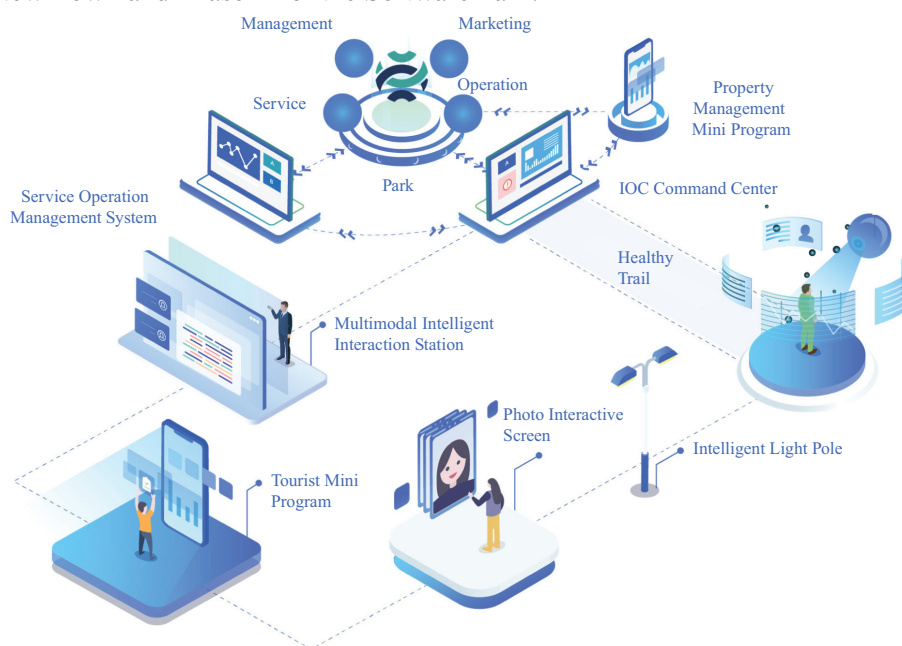 Management
Marketing
Service
Operation
Park
Property
Management
Mini Program
Service Operation
Management System
IOC Command Center
Healthy
Trail
Multimodal Intelligent
Interaction Station
Photo Interactive
Screen
Intelligent Light Pole
Tourist Mini
Program
A
B
A